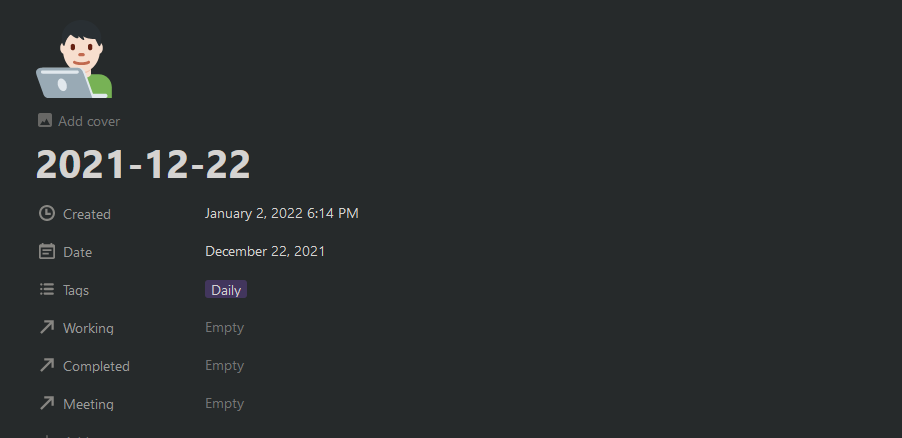 Add cover
2021-12-22
Created January 2, 2022 6:14 PM
Date December 22, 2021
Tags Daily
Working Empty
Completed Empty
Meeting Empty